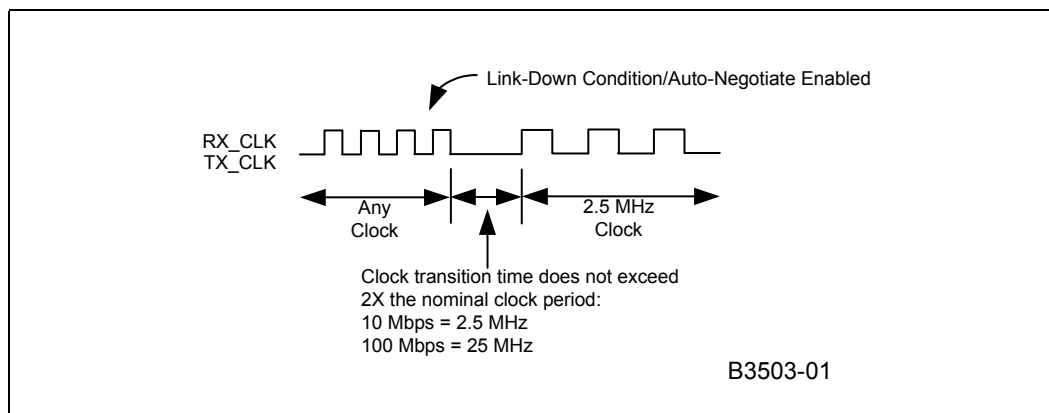 Link-Down Condition/Auto-Negotiate Enabled
RX_CLK
TX_CLK
Any
Clock
2.5 MHz
Clock
Clock transition time does not exceed
2X the nominal clock period:
10 Mbps = 2.5 MHz
100 Mbps = 25 MHz
B3503-01